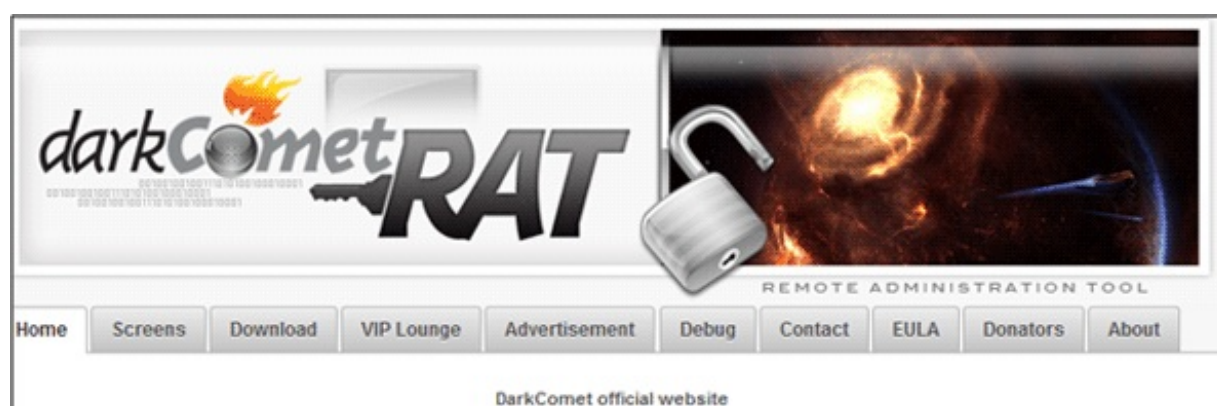 darkComet RAT
REMOTE ADMINISTRATION TOOL
Home Screens Download VIP Lounge Advertisement Debug Contact EULA Donators About
DarkComet official website